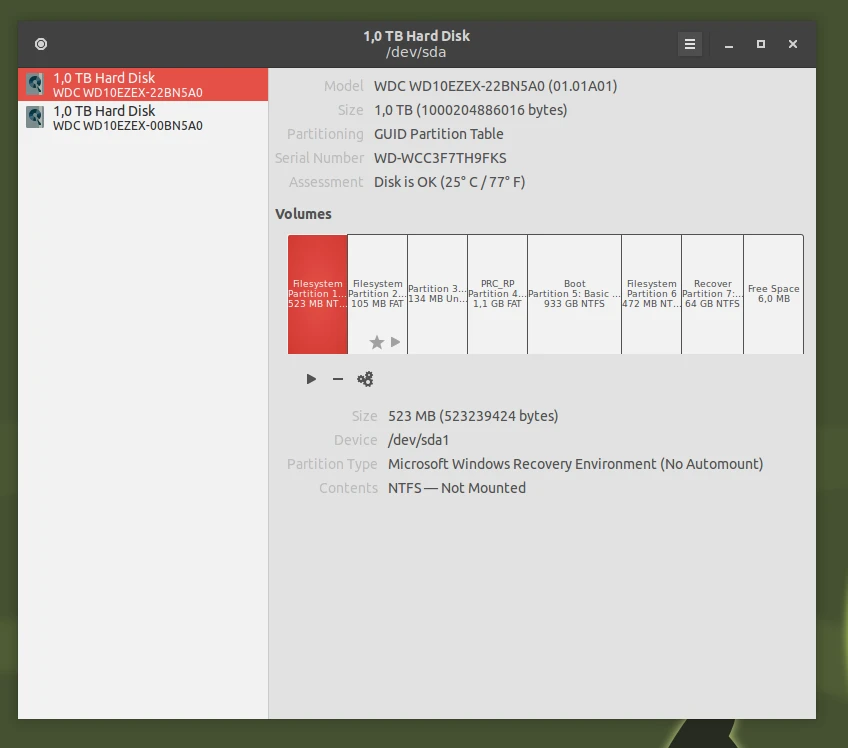 1,0 TB Hard Disk
/dev/sda
1,0 TB Hard Disk
WDC WD10EZEX-22BN5A0
1,0 TB Hard Disk
WDC WD10EZEX-00BN5A0
Model WDC WD10EZEX-22BN5A0 (01.01A01)
Size 1,0 TB (1000204886016 bytes)
Partitioning GUID Partition Table
Serial Number WD-WCC3F7TH9FKS
Assessment Disk is OK (25° C / 77° F)
Volumes
Filesystem
Partition 1…
523 MB NT…
Filesystem
Partition 2…
105 MB FAT
Partition 3…
134 MB Un…
PRC_RP
Partition 4…
1,1 GB FAT
Boot
Partition 5: Basic …
933 GB NTFS
Filesystem
Partition 6
472 MB NT…
Recover
Partition 7:…
64 GB NTFS
Free Space
6,0 MB
Size 523 MB (523239424 bytes)
Device /dev/sda1
Partition Type Microsoft Windows Recovery Environment (No Automount)
Contents NTFS — Not Mounted